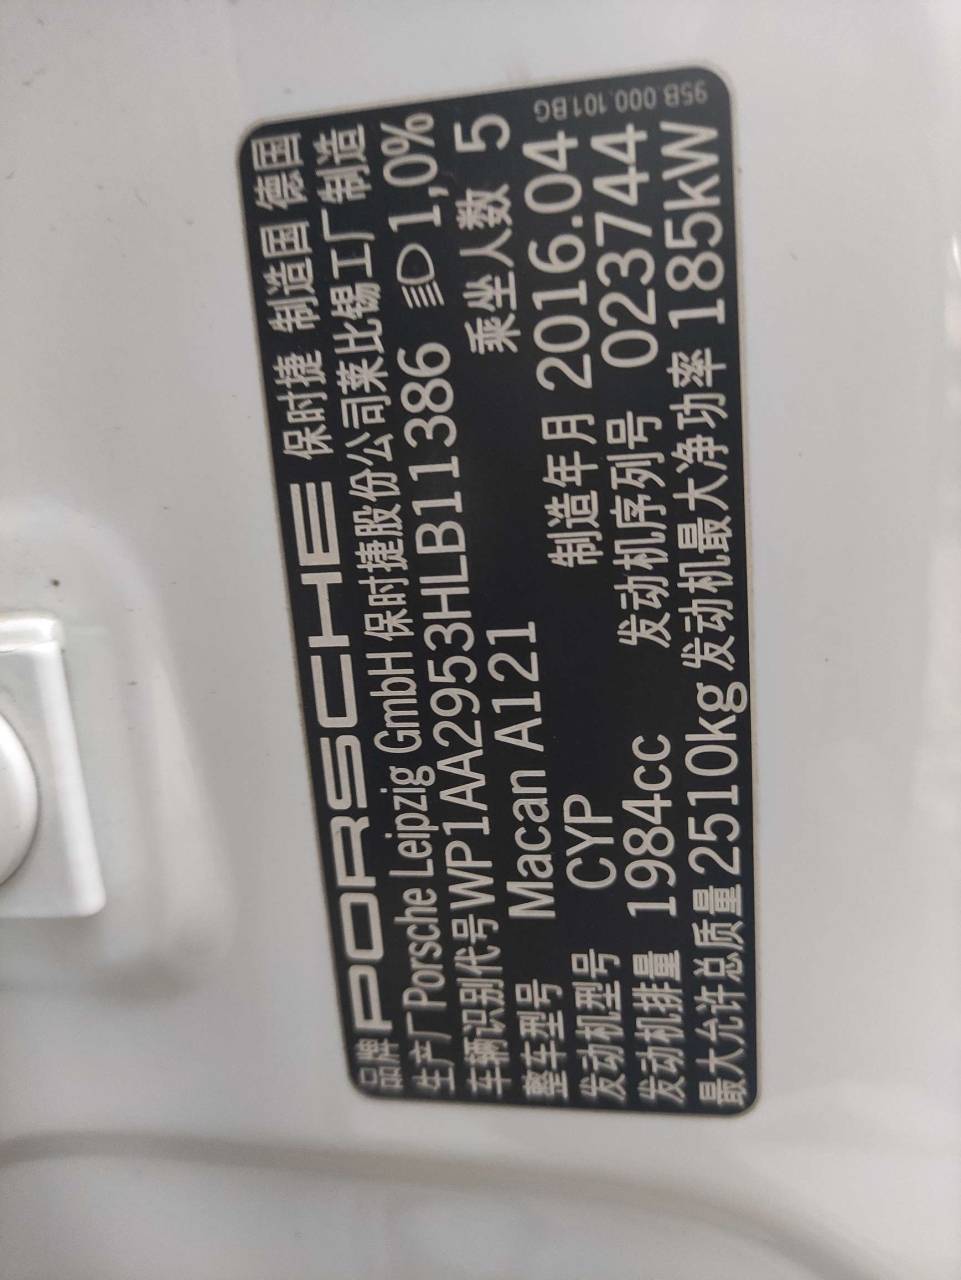 品牌 PORSCHE 保时捷 制造国 德国
生产厂 Porsche Leipzig GmbH 保时捷股份公司莱比锡工厂制造
车辆识别代号 WP1AA2953HLB11386 1,0%
整车型号 Macan A121 乘坐人数 5
发动机型号 CYP 制造年月 2016.04
发动机排量 1984cc 发动机序列号 023744
最大允许总质量 2510kg 发动机最大净功率 185kW
95B.000.101.BG